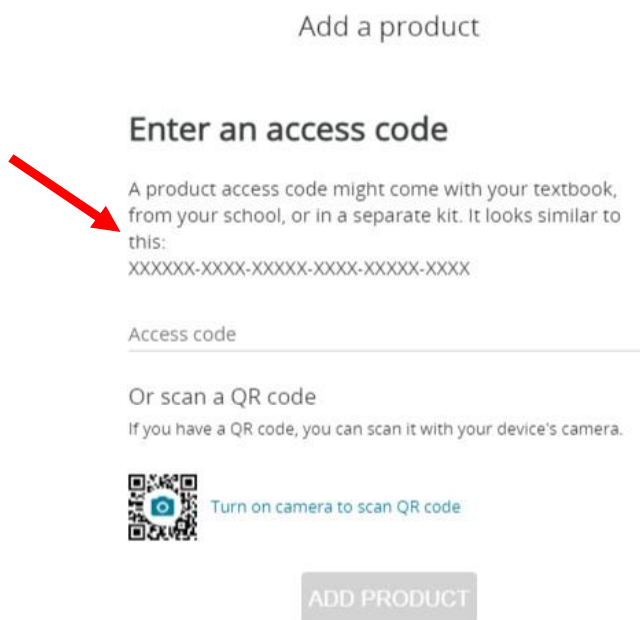 Add a product
Enter an access code
A product access code might come with your textbook,
from your school, or in a separate kit. It looks similar to
this:
XXXXXX-XXXX-XXXXX-XXXX-XXXXX-XXXX
Access code
Or scan a QR code
If you have a QR code, you can scan it with your device's camera.
Turn on camera to scan QR code
ADD PRODUCT